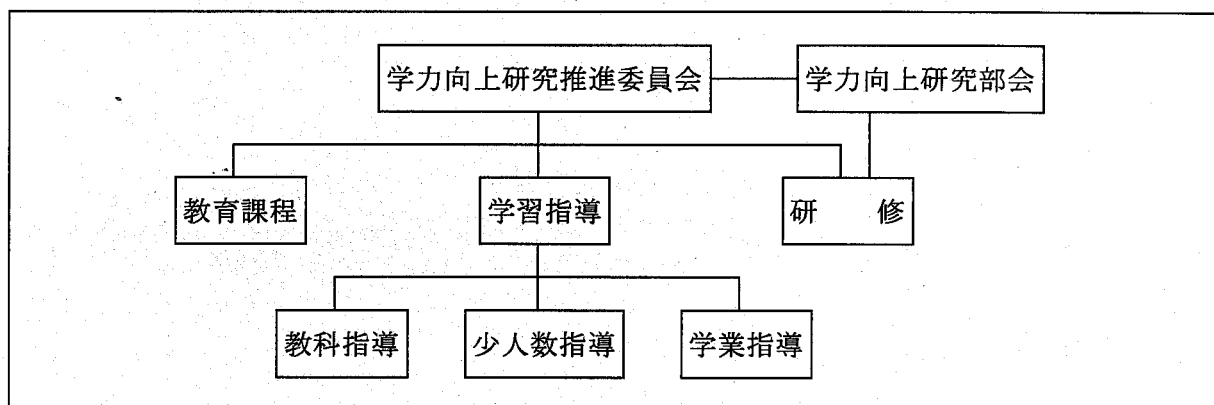 学力向上研究推進委員会
学力向上研究部会
教育課程
学習指導
研　　修
教科指導
少人数指導
学業指導